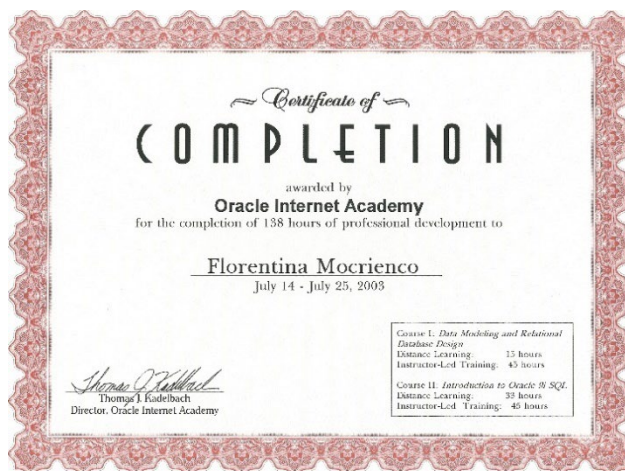 Certificate of
COMPLETION
awarded by
Oracle Internet Academy
for the completion of 138 hours of professional development to
Florentina Mocrienco
July 14 - July 25, 2003
Course I: Data Modeling and Relational
Database Design
Distance Learning: 15 hours
Instructor-Led Training: 45 hours
Course II: Introduction to Oracle 9i SQL
Distance Learning: 33 hours
Instructor-Led Training: 45 hours
Thomas J. Kadelbach
Thomas J. Kadelbach
Director, Oracle Internet Academy